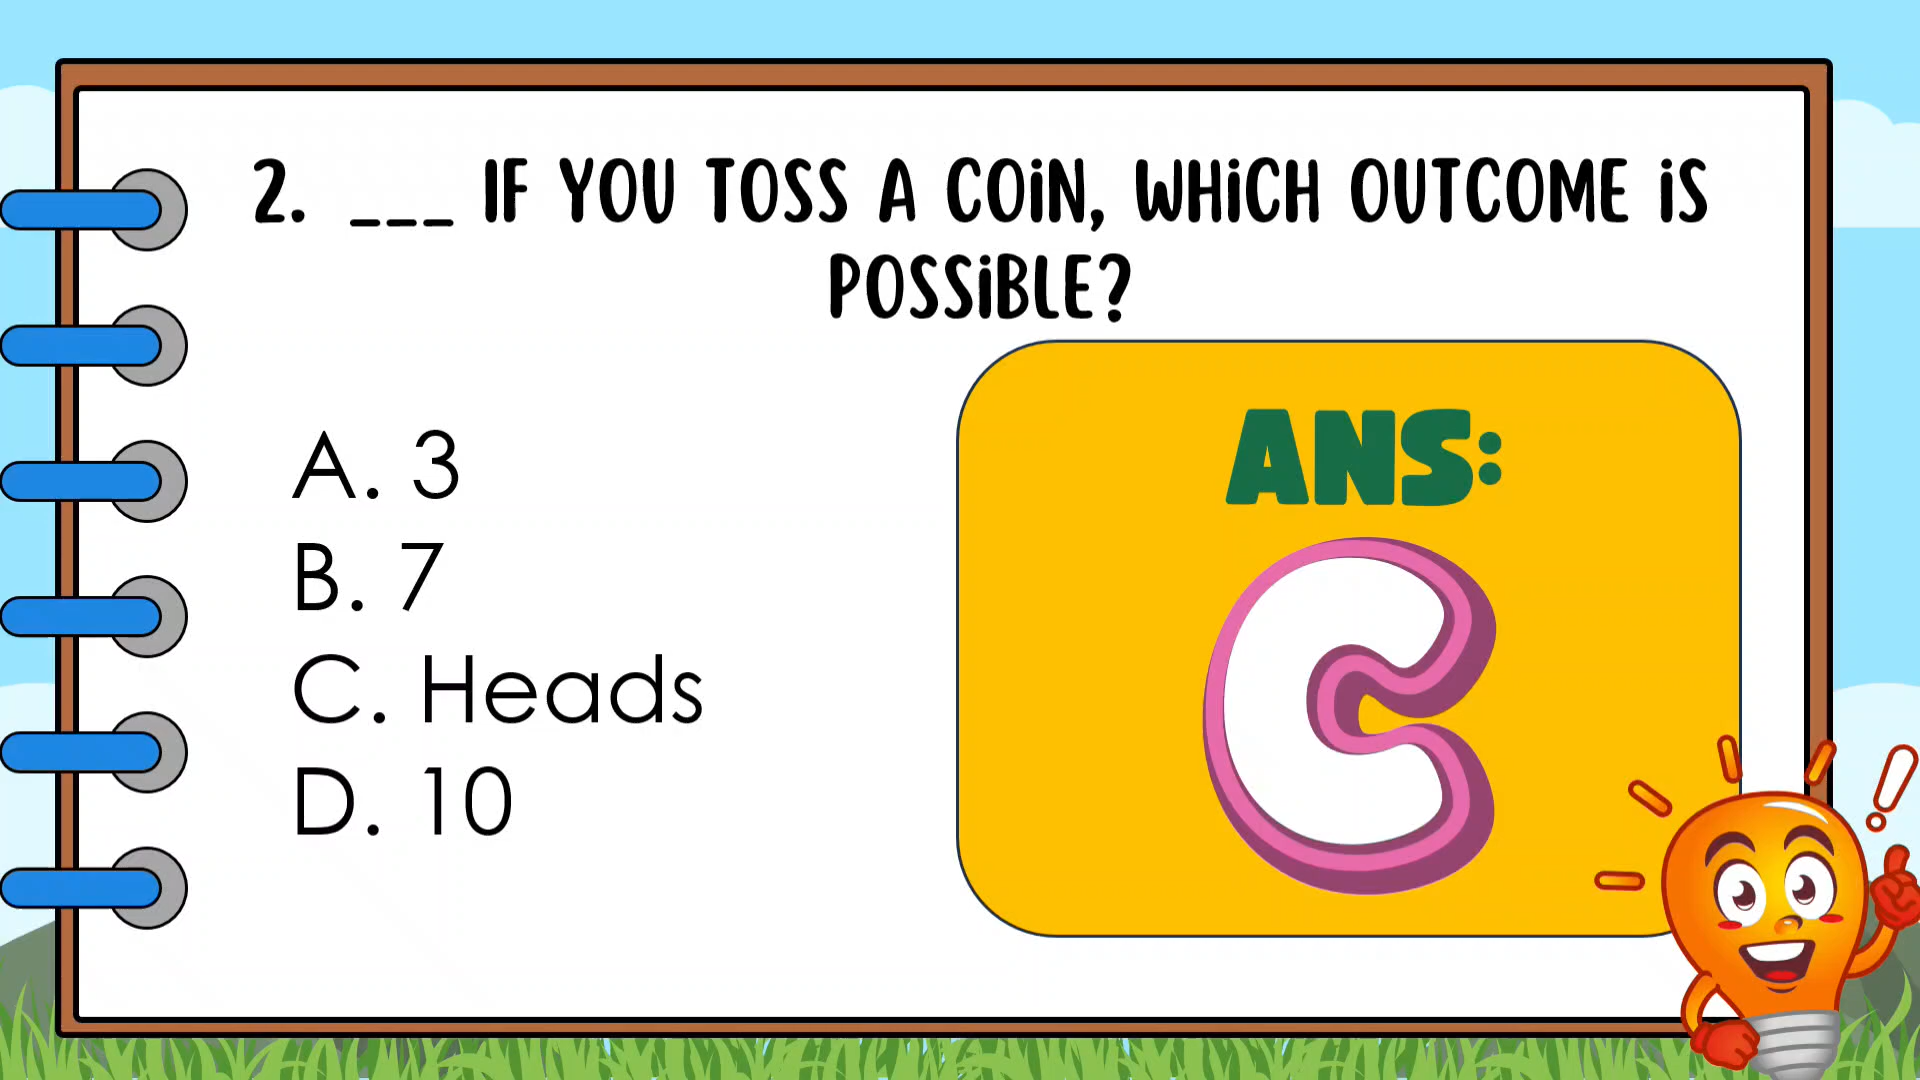 2. ___ IF YOU TOSS A COiN, WHiCH OUTCOME iS
POSSiBLE?
A. 3
B. 7
C. Heads
D. 10
ANS:
C